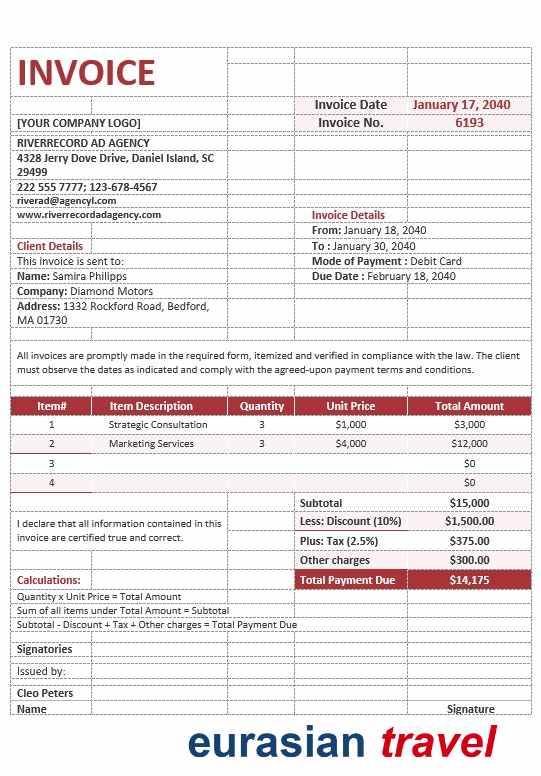 INVOICE
Invoice Date January 17, 2040
[YOUR COMPANY LOGO] Invoice No. 6193
RIVERRECORD AD AGENCY
4328 Jerry Dove Drive, Daniel Island, SC
29499
222 555 7777; 123-678-4567
riverad@agencyl.com
www.riverrecordadagency.com Invoice Details
From: January 18, 2040
Client Details To : January 30, 2040
This invoice is sent to: Mode of Payment : Debit Card
Name: Samira Philipps Due Date : February 18, 2040
Company: Diamond Motors
Address: 1332 Rockford Road, Bedford,
MA 01730
All invoices are promptly made in the required form, itemized and verified in compliance with the law. The client
must observe the dates as indicated and comply with the agreed-upon payment terms and conditions.
Item# Item Description Quantity Unit Price Total Amount
1 Strategic Consultation 3 $1,000 $3,000
2 Marketing Services 3 $4,000 $12,000
3 $0
4 $0
Subtotal $15,000
I declare that all information contained in this
invoice are certified true and correct.
Less: Discount (10%) $1,500.00
Plus: Tax (2.5%) $375.00
Other charges $300.00
Calculations: Total Payment Due $14,175
Quantity x Unit Price = Total Amount
Sum of all items under Total Amount = Subtotal
Subtotal - Discount + Tax + Other charges = Total Payment Due
Signatories
Issued by:
Cleo Peters
Name Signature
eurasian travel